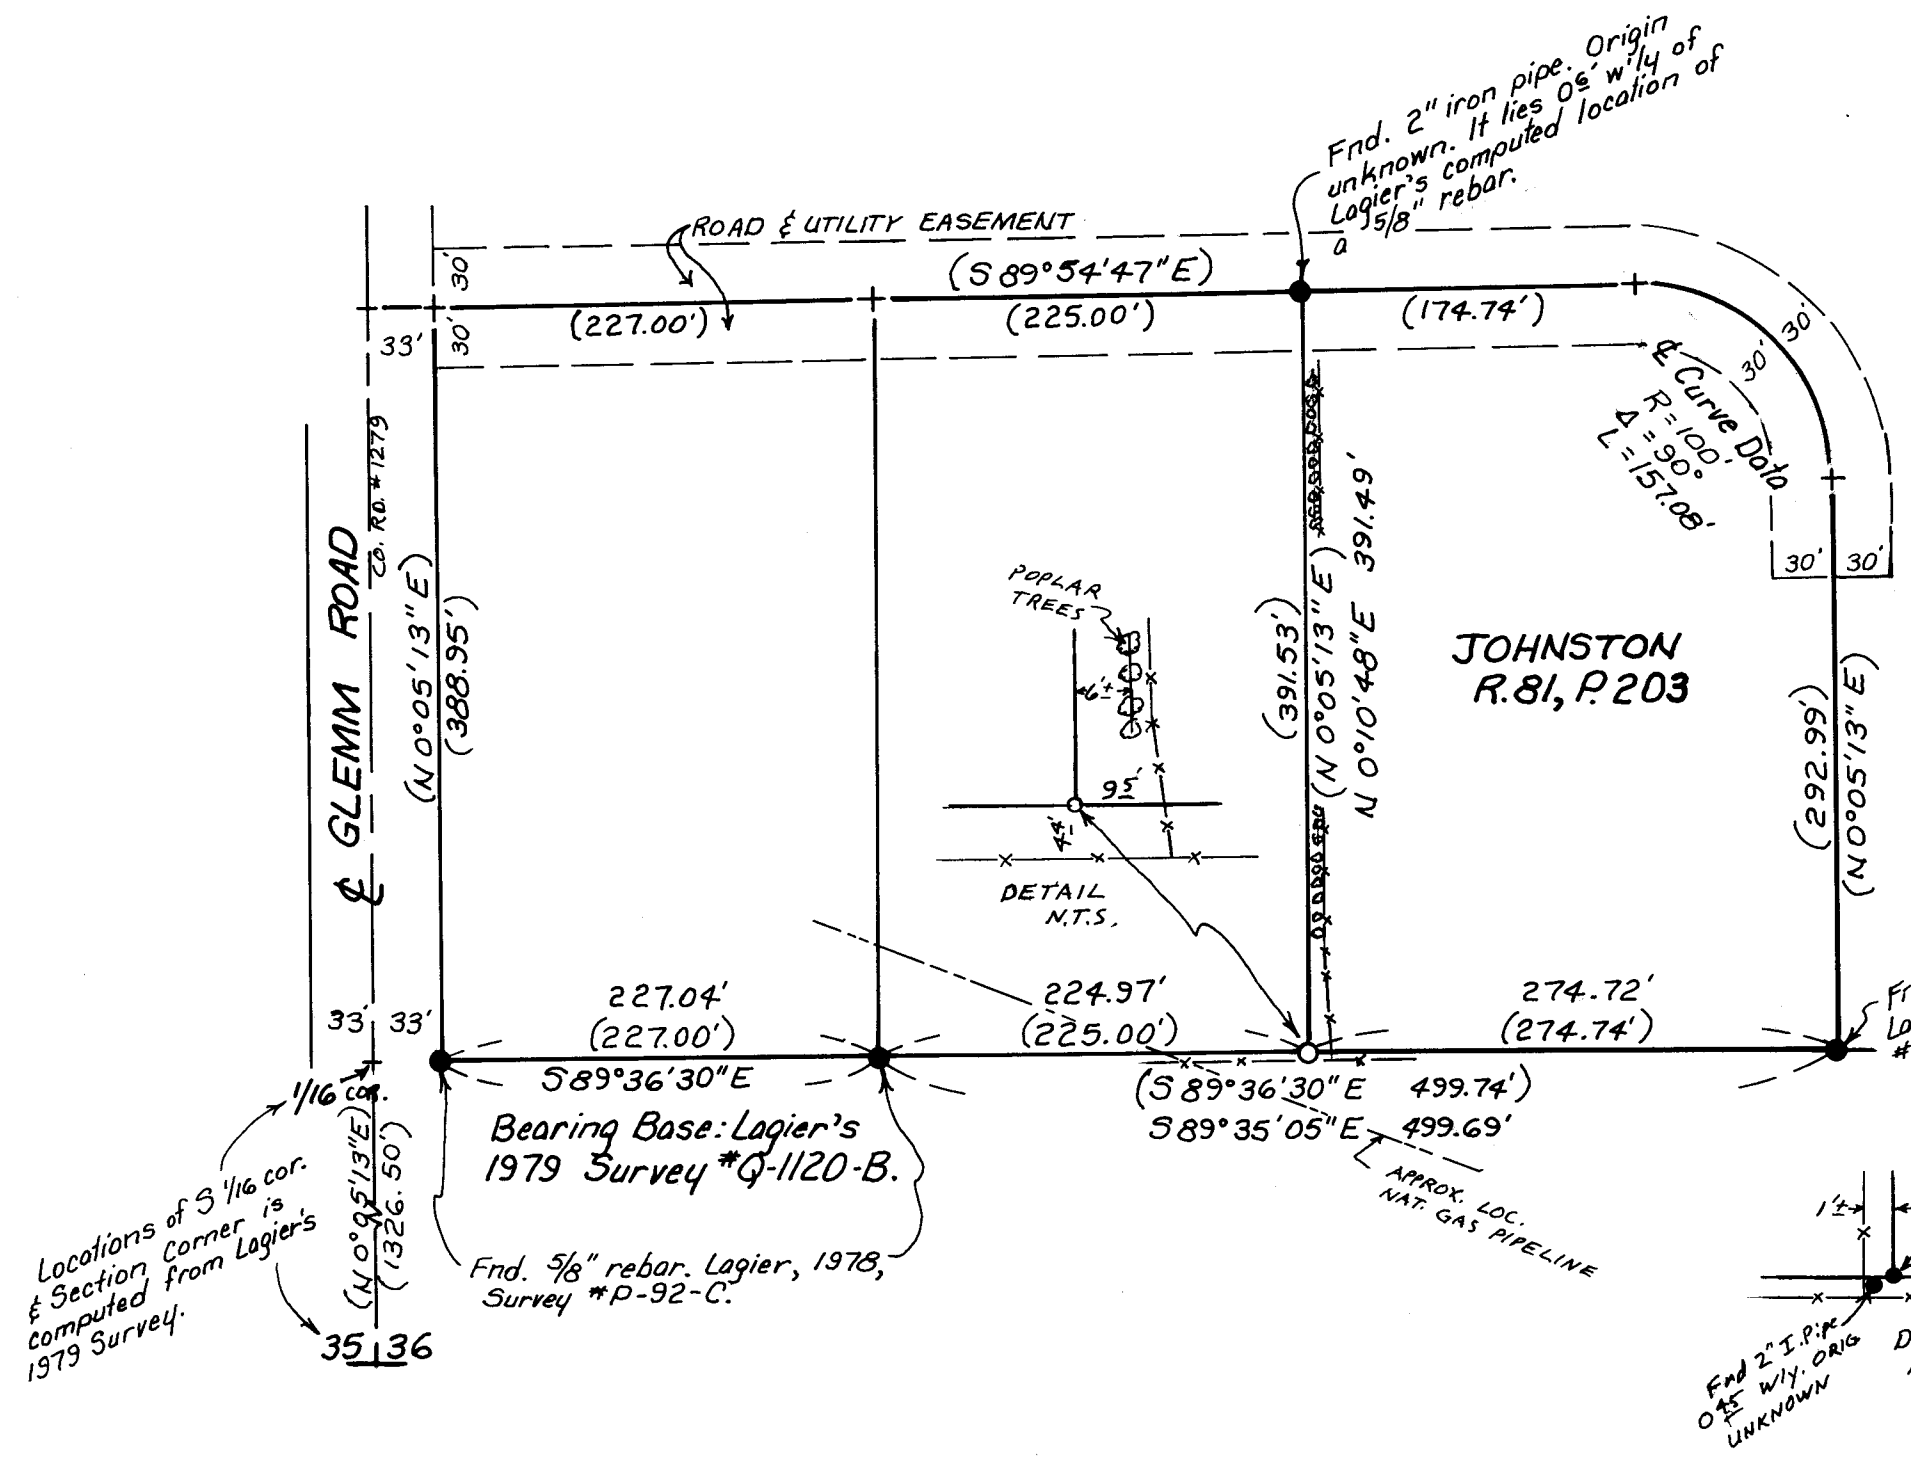 Fnd. 2" iron pipe. Origin
unknown. It lies 0.6' w'ly of
Lagier's computed location of
a 5/8" rebar.
ROAD & UTILITY EASEMENT
(S 89°54'47"E)
30'
30'
33'
(227.00')
(225.00')
(174.74')
30'
30'
℄ Curve Data
R=100'
Δ=90°
L=157.08'
30'
30'
℄ GLEMM ROAD
CO. RD. #1279
(N 0°05'13"E)
(388.95')
POPLAR
TREES
6'±
9.5'
4.4'
DETAIL
N.T.S.
(391.53')
(N 0°05'13"E)
N 0°10'48"E 391.49'
JOHNSTON
R.81, P.203
(292.99')
(N 0°05'13"E)
33'
33'
227.04'
(227.00')
S 89°36'30"E
224.97'
(225.00')
274.72'
(274.74')
(S 89°36'30"E 499.74')
S 89°35'05"E 499.69'
1/16 cor.
Bearing Base: Lagier's
1979 Survey #Q-1120-B.
APPROX. LOC.
NAT. GAS PIPELINE
(N 0°05'13"E)
(1326.50')
Locations of S 1/16 cor.
& Section Corner is
computed from Lagier's
1979 Survey.
35 36
Fnd. 5/8" rebar. Lagier, 1978,
Survey #P-92-C.
1'±
Fnd 2" I. Pipe
0.45 w'ly. ORIG
UNKNOWN